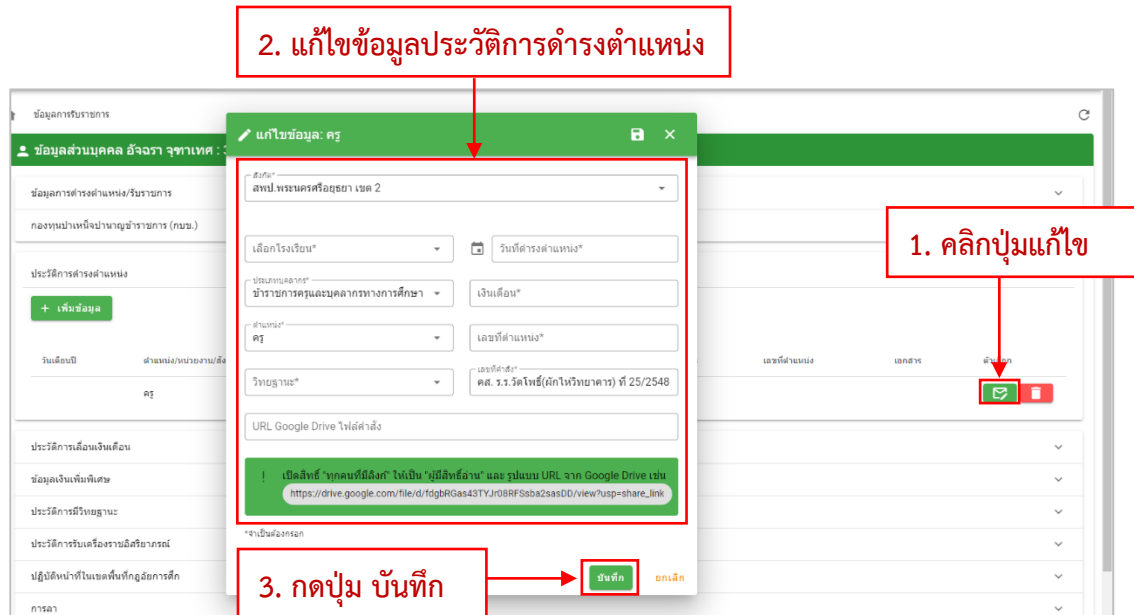 2. แก้ไขข้อมูลประวัติการดำรงตำแหน่ง
ข้อมูลการรับราชการ
แก้ไขข้อมูล: ครู
ข้อมูลส่วนบุคคล อัจฉรา จุฑาเทศ :
สังกัด*
สพป.พระนครศรีอยุธยา เขต 2
ข้อมูลการดำรงตำแหน่ง/รับราชการ
กองทุนบำเหน็จบำนาญข้าราชการ (กบข.)
1. คลิกปุ่มแก้ไข
เลือกโรงเรียน*
วันที่ดำรงตำแหน่ง*
ประวัติการดำรงตำแหน่ง
ประเภทบุคลากร*
ข้าราชการครูและบุคลากรทางการศึกษา
เงินเดือน*
+ เพิ่มข้อมูล
ตำแหน่ง*
ครู
เลขที่ตำแหน่ง*
วันเดือนปี
ตำแหน่ง/หน่วยงาน/สัง
เลขที่ตำแหน่ง
เอกสาร
ตัวเลือก
วิทยฐานะ*
เลขที่คำสั่ง*
คส. ร.ร.วัดโพธิ์(ผักไห่วิทยาคาร) ที่ 25/2548
ครู
URL Google Drive ไฟล์คำสั่ง
ประวัติการเลื่อนเงินเดือน
! เปิดสิทธิ์ "ทุกคนที่มีลิงก์" ให้เป็น "ผู้มีสิทธิ์อ่าน" และ รูปแบบ URL จาก Google Drive เช่น
https://drive.google.com/file/d/fdgbRGas43TYJr08RFSsba2sasDD/view?usp=share_link
ข้อมูลเงินเพิ่มพิเศษ
ประวัติการมีวิทยฐานะ
*จำเป็นต้องกรอก
ประวัติการรับเครื่องราชอิสริยาภรณ์
ปฏิบัติหน้าที่ในเขตพื้นที่กฎอัยการศึก
3. กดปุ่ม บันทึก
บันทึก
ยกเลิก
การลา